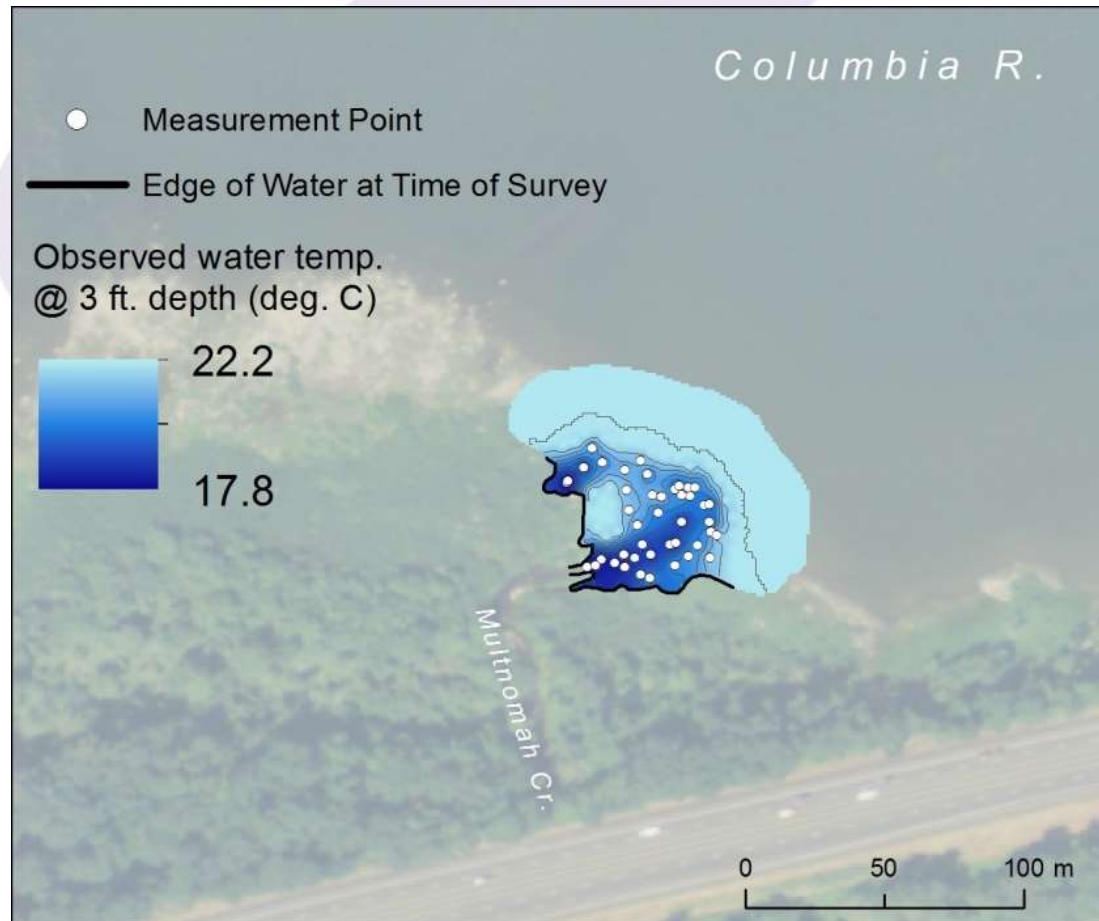 Columbia R.
Measurement Point
Edge of Water at Time of Survey
Observed water temp.
@ 3 ft. depth (deg. C)
22.2
17.8
Multnomah Cr.
0 50 100 m